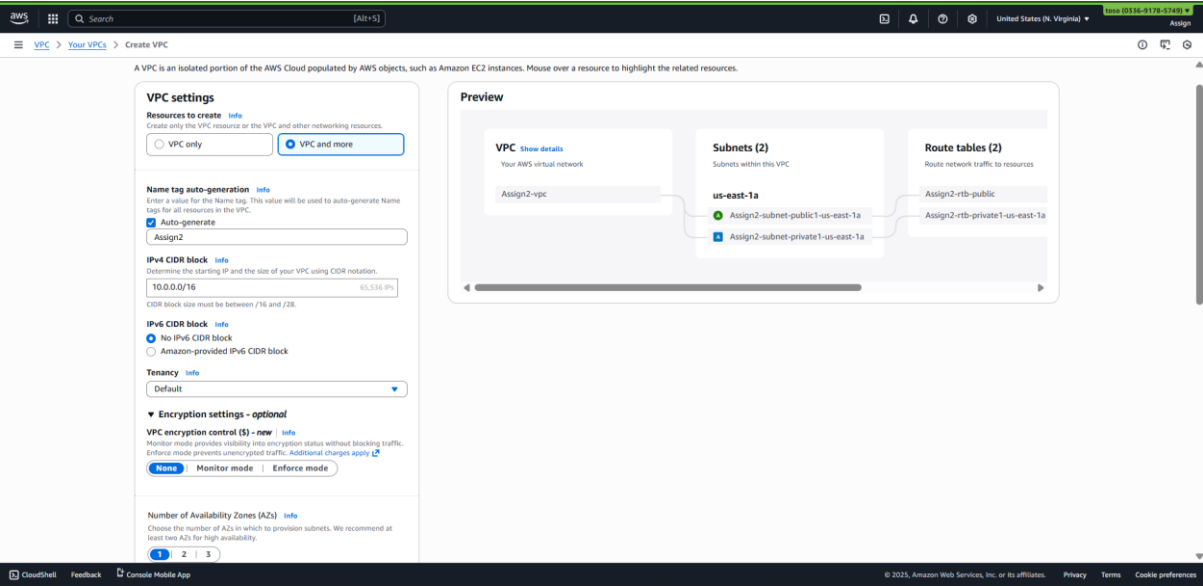 aws
Search
[Alt+S]
United States (N. Virginia) ▼
toso (0336-9178-5749) ▼
Assign
VPC > Your VPCs > Create VPC
A VPC is an isolated portion of the AWS Cloud populated by AWS objects, such as Amazon EC2 instances. Mouse over a resource to highlight the related resources.
VPC settings
Resources to create Info
Create only the VPC resource or the VPC and other networking resources.
VPC only
VPC and more
Name tag auto-generation Info
Enter a value for the Name tag. This value will be used to auto-generate Name
tags for all resources in the VPC.
Auto-generate
Assign2
IPv4 CIDR block Info
Determine the starting IP and the size of your VPC using CIDR notation.
10.0.0.0/16
65,536 IPs
CIDR block size must be between /16 and /28.
IPv6 CIDR block Info
No IPv6 CIDR block
Amazon-provided IPv6 CIDR block
Tenancy Info
Default
▼ Encryption settings - optional
VPC encryption control ($) - new | Info
Monitor mode provides visibility into encryption status without blocking traffic.
Enforce mode prevents unencrypted traffic. Additional charges apply
None | Monitor mode | Enforce mode
Number of Availability Zones (AZs) Info
Choose the number of AZs in which to provision subnets. We recommend at
least two AZs for high availability.
1 | 2 | 3
Preview
VPC Show details
Your AWS virtual network
Assign2-vpc
Subnets (2)
Subnets within this VPC
us-east-1a
A Assign2-subnet-public1-us-east-1a
A Assign2-subnet-private1-us-east-1a
Route tables (2)
Route network traffic to resources
Assign2-rtb-public
Assign2-rtb-private1-us-east-1a
CloudShell
Feedback
Console Mobile App
© 2025, Amazon Web Services, Inc. or its affiliates.
Privacy
Terms
Cookie preferences